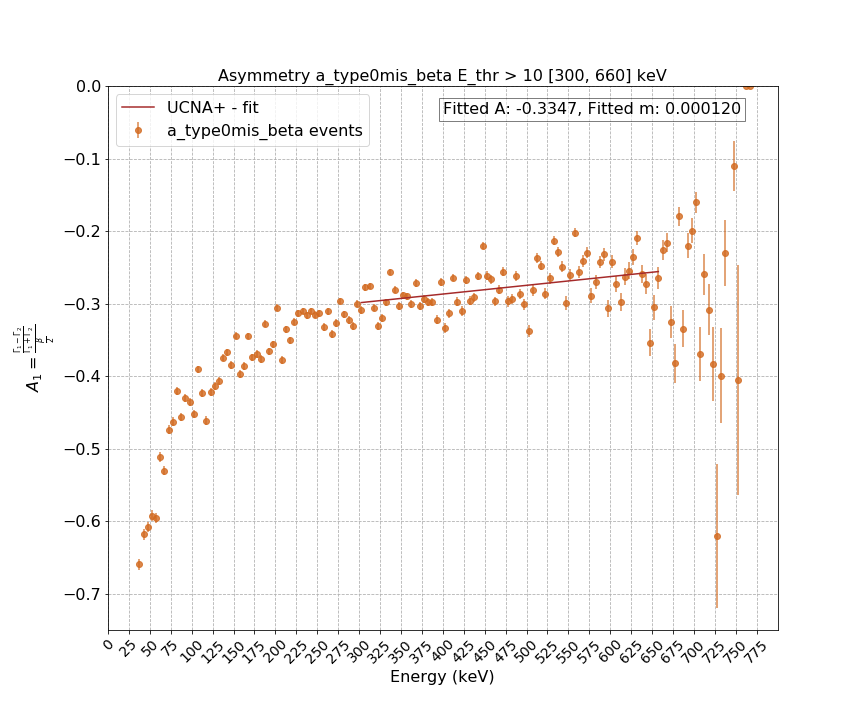 Asymmetry a_type0mis_beta E_thr > 10 [300, 660] keV
UCNA+ - fit
a_type0mis_beta events
Fitted A: -0.3347, Fitted m: 0.000120
0.0
−0.1
−0.2
−0.3
−0.4
−0.5
−0.6
−0.7
0 25 50 75 100 125 150 175 200 225 250 275 300 325 350 375 400 425 450 475 500 525 550 575 600 625 650 675 700 725 750 775
Energy (keV)